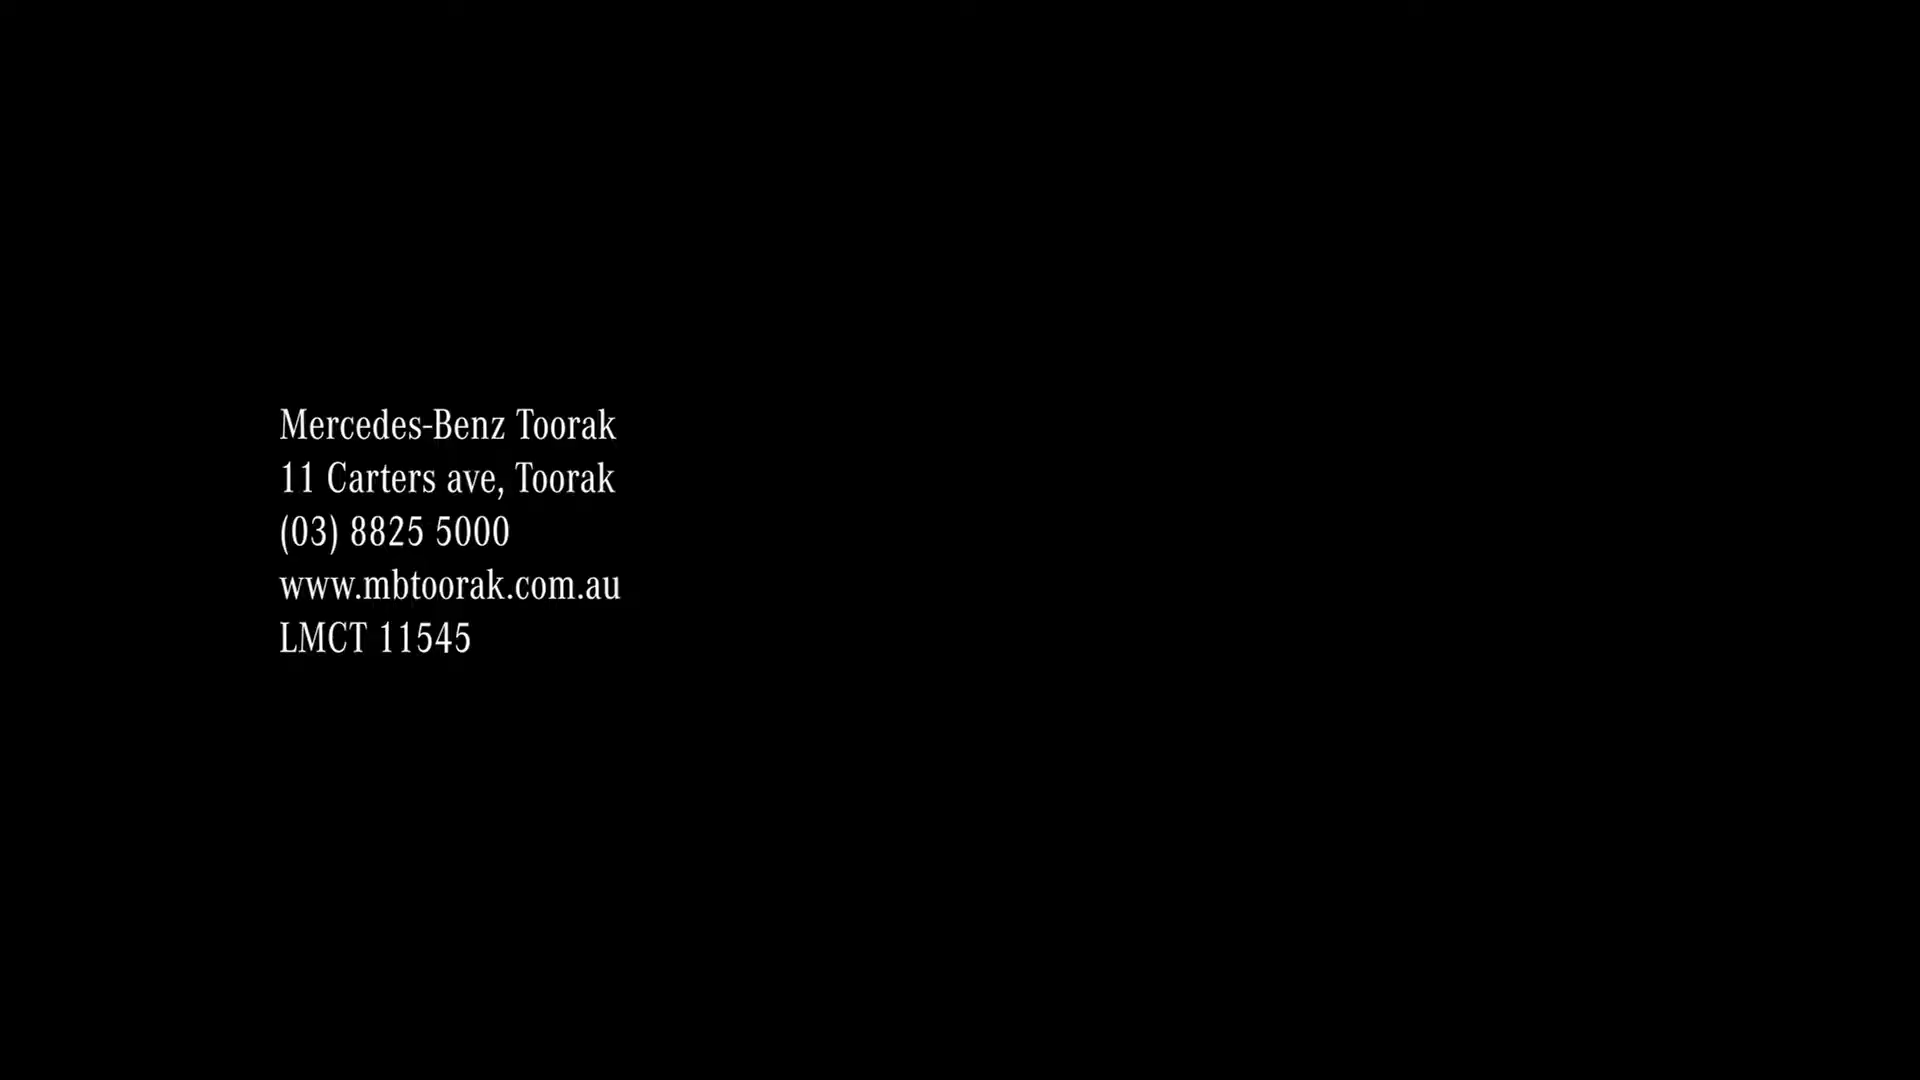 Mercedes-Benz Toorak
11 Carters ave, Toorak
(03) 8825 5000
www.mbtoorak.com.au
LMCT 11545